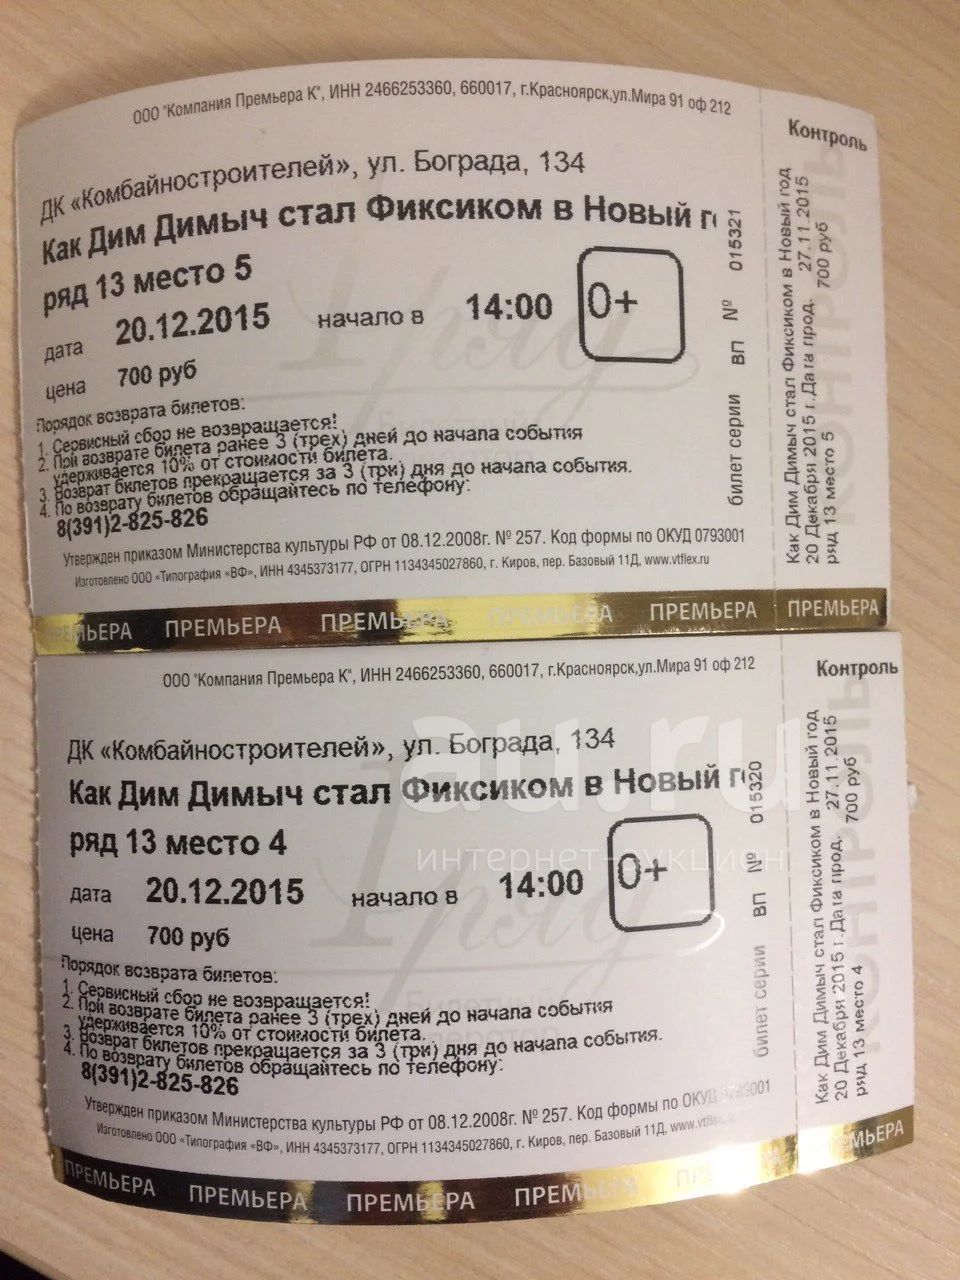 ООО "Компания Премьера К", ИНН 2466253360, 660017, г.Красноярск,ул.Мира 91 оф 212
ДК «Комбайностроителей», ул. Бограда, 134
Как Дим Димыч стал Фиксиком в Новый г
ряд 13 место 5
дата 20.12.2015 начало в 14:00 0+
цена 700 руб
Порядок возврата билетов:
1. Сервисный сбор не возвращается!
2. При возврате билета ранее 3 (трех) дней до начала события
удерживается 10% от стоимости билета.
3. Возврат билетов прекращается за 3 (три) дня до начала события.
4. По возврату билетов обращайтесь по телефону:
8(391)2-825-826
Утвержден приказом Министерства культуры РФ от 08.12.2008г. № 257. Код формы по ОКУД 0793001
Изготовлено ООО «Типография «ВФ», ИНН 4345373177, ОГРН 1134345027860, г. Киров, пер. Базовый 11Д, www.vtflex.ru
билет серии ВП № 015321
Контроль
Как Дим Димыч стал Фиксиком в Новый год
20 Декабря 2015 г.Дата прод. 27.11.2015
ряд 13 место 5 700 руб
КОНТРОЛЬ
ПРЕМЬЕРА ПРЕМЬЕРА ПРЕМЬЕРА ПРЕМЬЕРА ПРЕМЬЕРА ПРЕМЬЕРА
ООО "Компания Премьера К", ИНН 2466253360, 660017, г.Красноярск,ул.Мира 91 оф 212
ДК «Комбайностроителей», ул. Бограда, 134
Как Дим Димыч стал Фиксиком в Новый г
ряд 13 место 4
дата 20.12.2015 начало в 14:00 0+
цена 700 руб
Порядок возврата билетов:
1. Сервисный сбор не возвращается!
2. При возврате билета ранее 3 (трех) дней до начала события
удерживается 10% от стоимости билета.
3. Возврат билетов прекращается за 3 (три) дня до начала события.
4. По возврату билетов обращайтесь по телефону:
8(391)2-825-826
Утвержден приказом Министерства культуры РФ от 08.12.2008г. № 257. Код формы по ОКУД
Изготовлено ООО «Типография «ВФ», ИНН 4345373177, ОГРН 1134345027860, г. Киров, пер. Базовый 11Д,
билет серии ВП № 015320
Контроль
Как Дим Димыч стал Фиксиком в Новый год
20 Декабря 2015 г.Дата прод. 27.11.2015
ряд 13 место 4 700 руб
КОНТРОЛЬ
ПРЕМЬЕРА ПРЕМЬЕРА ПРЕМЬЕРА ПРЕМЬЕРА
au.ru
интернет-аукцион